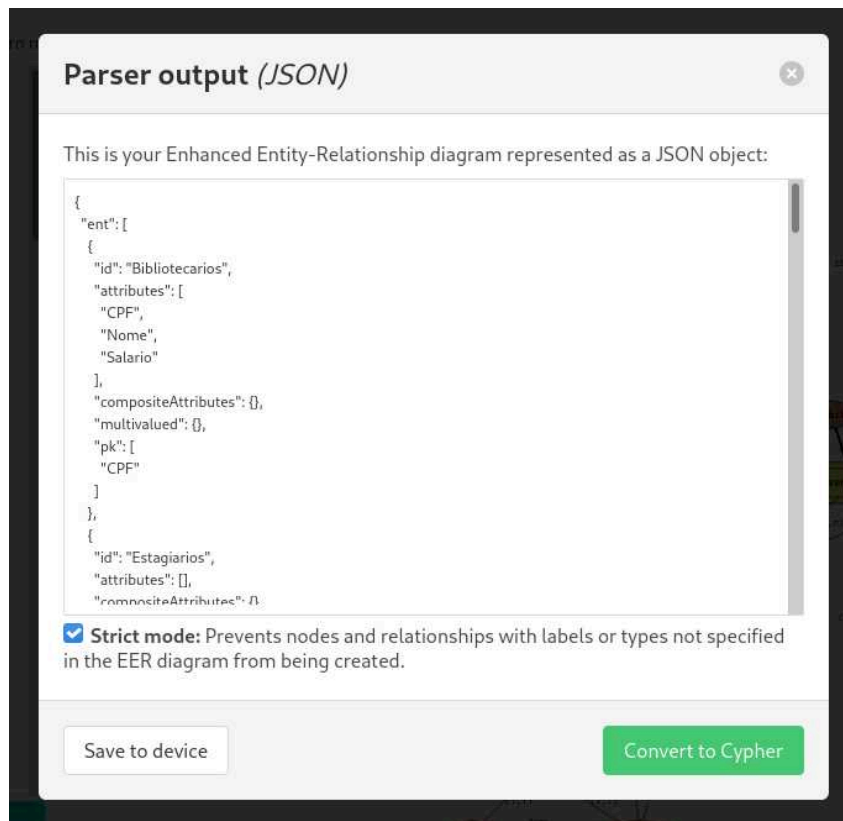 Parser output (JSON)
This is your Enhanced Entity-Relationship diagram represented as a JSON object:
{
"ent": [
{
"id": "Bibliotecarios",
"attributes": [
"CPF",
"Nome",
"Salario"
],
"compositeAttributes": {},
"multivalued": {},
"pk": [
"CPF"
]
},
{
"id": "Estagiarios",
"attributes": [],
"compositeAttributes": {}
Strict mode: Prevents nodes and relationships with labels or types not specified
in the EER diagram from being created.
Save to device
Convert to Cypher